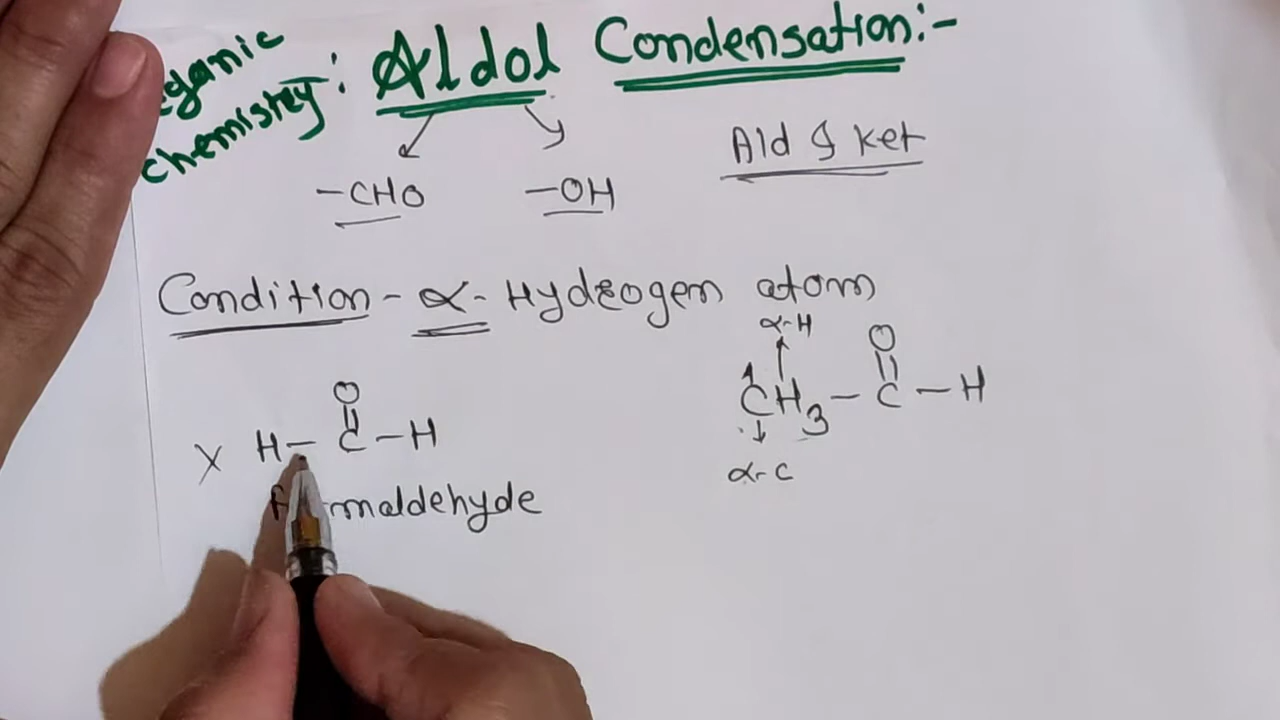 Organic
chemistry: Aldol Condensation:-
-CHO -OH Ald & ket
Condition - α- Hydrogen atom
α-H
O
CH3 - C - H
α-C
O
X H - C - H
maldehyde